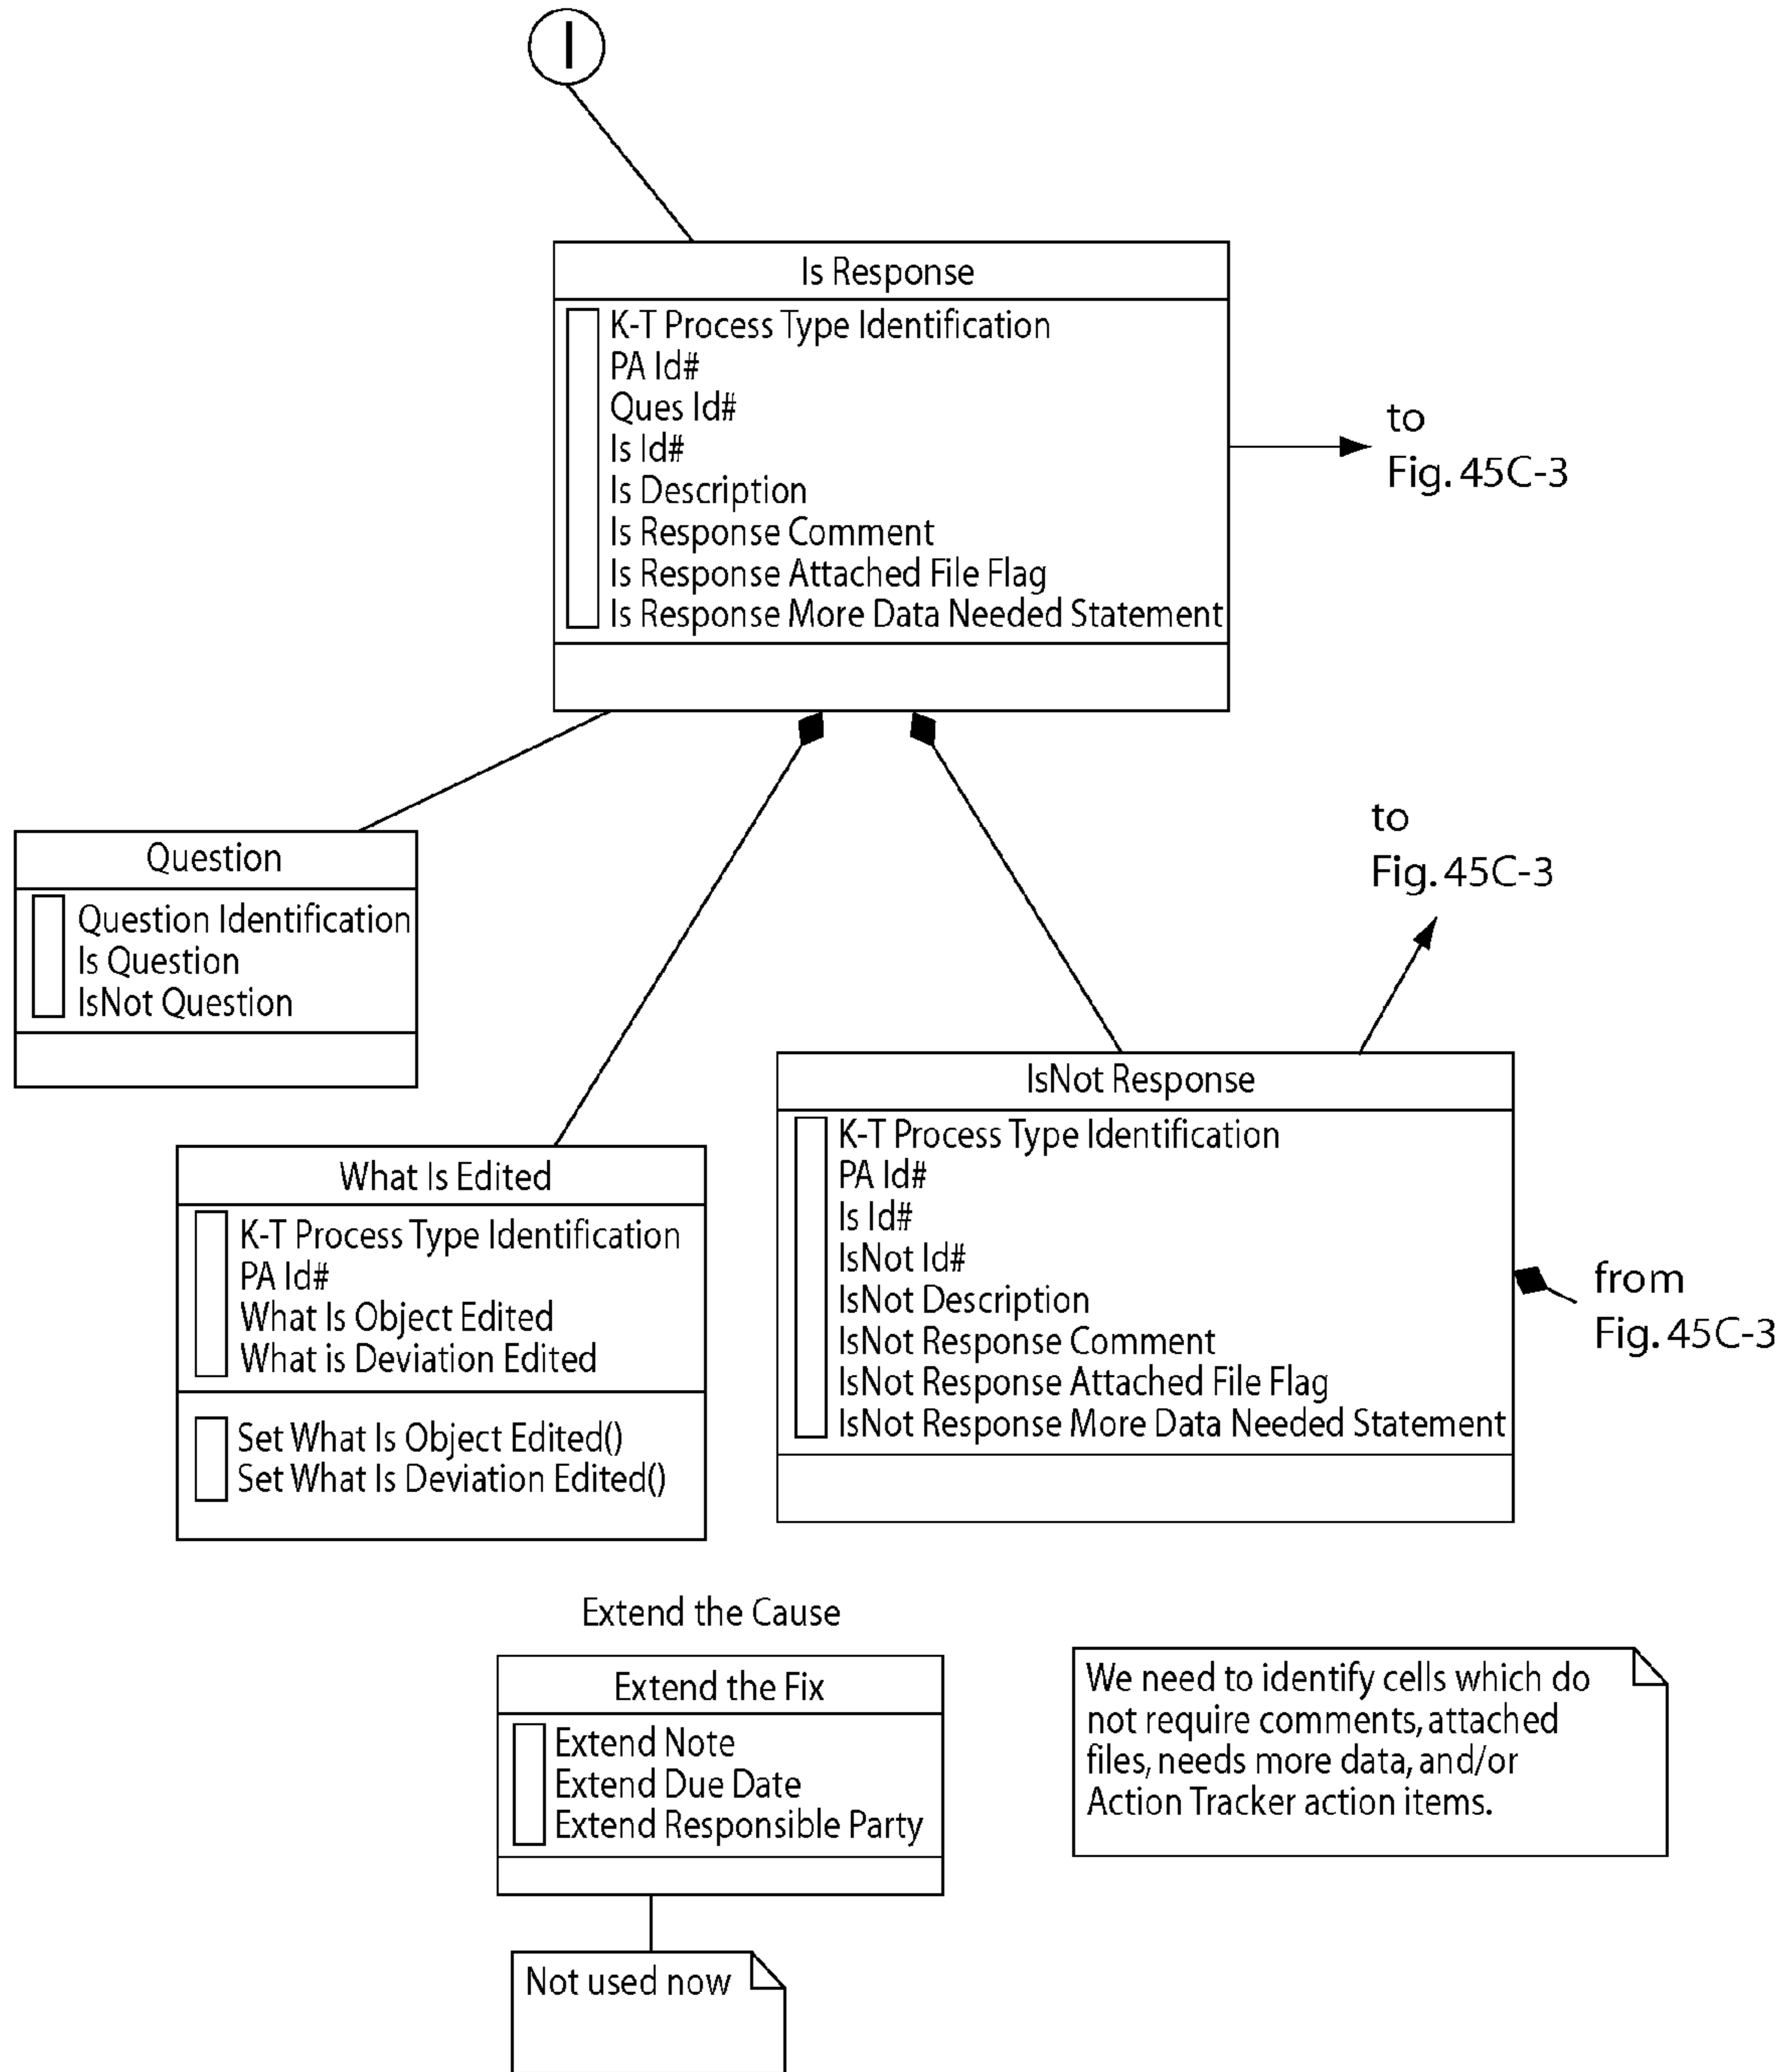 I
Is Response
K-T Process Type Identification
PA Id#
Ques Id#
Is Id#
Is Description
Is Response Comment
Is Response Attached File Flag
Is Response More Data Needed Statement
to
Fig. 45C-3
Question
Question Identification
Is Question
IsNot Question
to
Fig. 45C-3
What Is Edited
K-T Process Type Identification
PA Id#
What Is Object Edited
What is Deviation Edited
Set What Is Object Edited()
Set What Is Deviation Edited()
IsNot Response
K-T Process Type Identification
PA Id#
Is Id#
IsNot Id#
IsNot Description
IsNot Response Comment
IsNot Response Attached File Flag
IsNot Response More Data Needed Statement
from
Fig. 45C-3
Extend the Cause
Extend the Fix
Extend Note
Extend Due Date
Extend Responsible Party
Not used now
We need to identify cells which do
not require comments, attached
files, needs more data, and/or
Action Tracker action items.